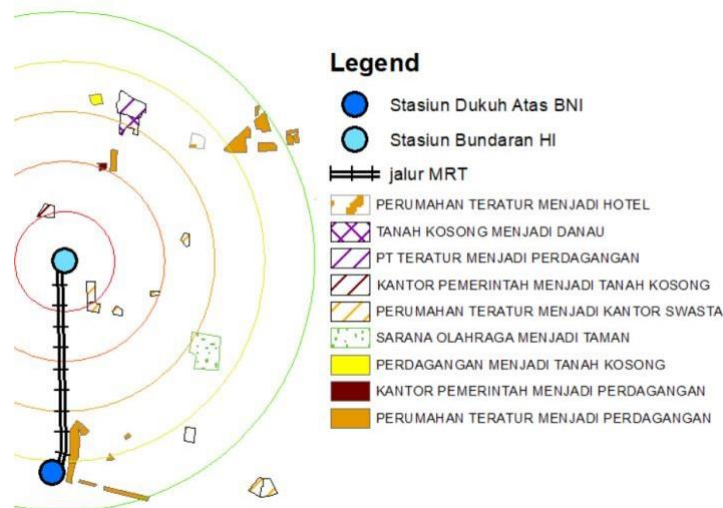 Legend
Stasiun Dukuh Atas BNI
Stasiun Bundaran HI
jalur MRT
PERUMAHAN TERATUR MENJADI HOTEL
TANAH KOSONG MENJADI DANAU
PT TERATUR MENJADI PERDAGANGAN
KANTOR PEMERINTAH MENJADI TANAH KOSONG
PERUMAHAN TERATUR MENJADI KANTOR SWASTA
SARANA OLAHRAGA MENJADI TAMAN
PERDAGANGAN MENJADI TANAH KOSONG
KANTOR PEMERINTAH MENJADI PERDAGANGAN
PERUMAHAN TERATUR MENJADI PERDAGANGAN